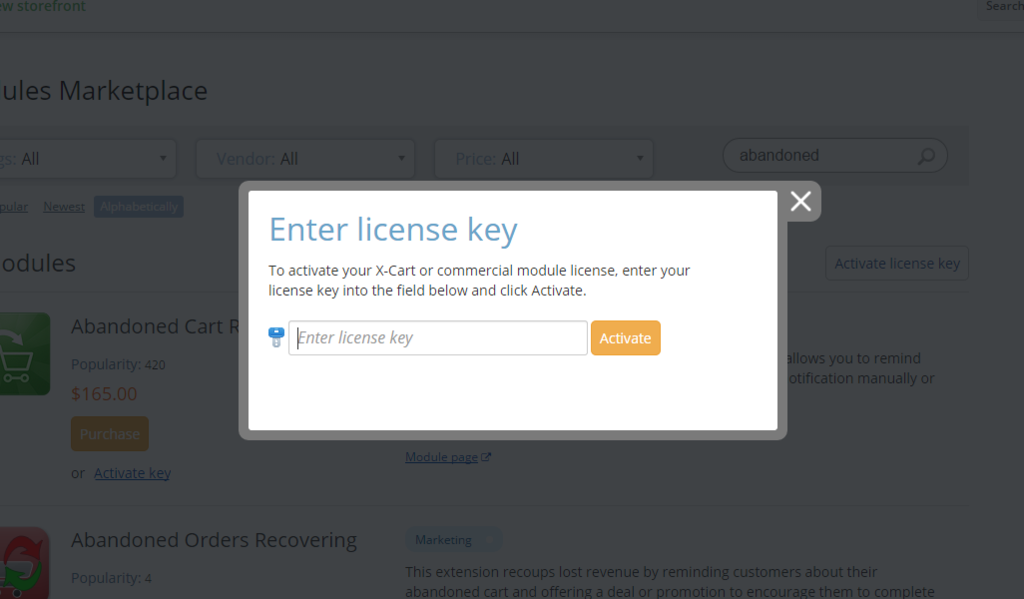 ew storefront
Search
ules Marketplace
gs: All
Vendor: All
Price: All
abandoned
pular Newest Alphabetically
Enter license key
To activate your X-Cart or commercial module license, enter your
license key into the field below and click Activate.
Enter license key
Activate
odules
Activate license key
Abandoned Cart R
Popularity: 420
$165.00
Purchase
or Activate key
allows you to remind
otification manually or
Module page
Abandoned Orders Recovering
Popularity: 4
Marketing
This extension recoups lost revenue by reminding customers about their
abandoned cart and offering a deal or promotion to encourage them to complete